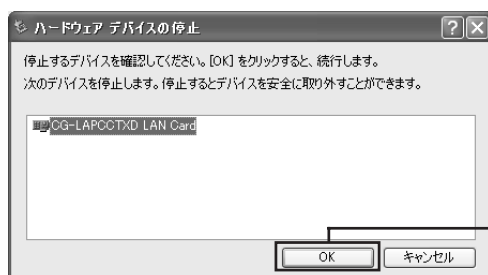 ハードウェア デバイスの停止
停止するデバイスを確認してください。[OK] をクリックすると、続行します。
次のデバイスを停止します。停止するとデバイスを安全に取り外すことができます。
CG-LAPCCTXD LAN Card
OK
キャンセル